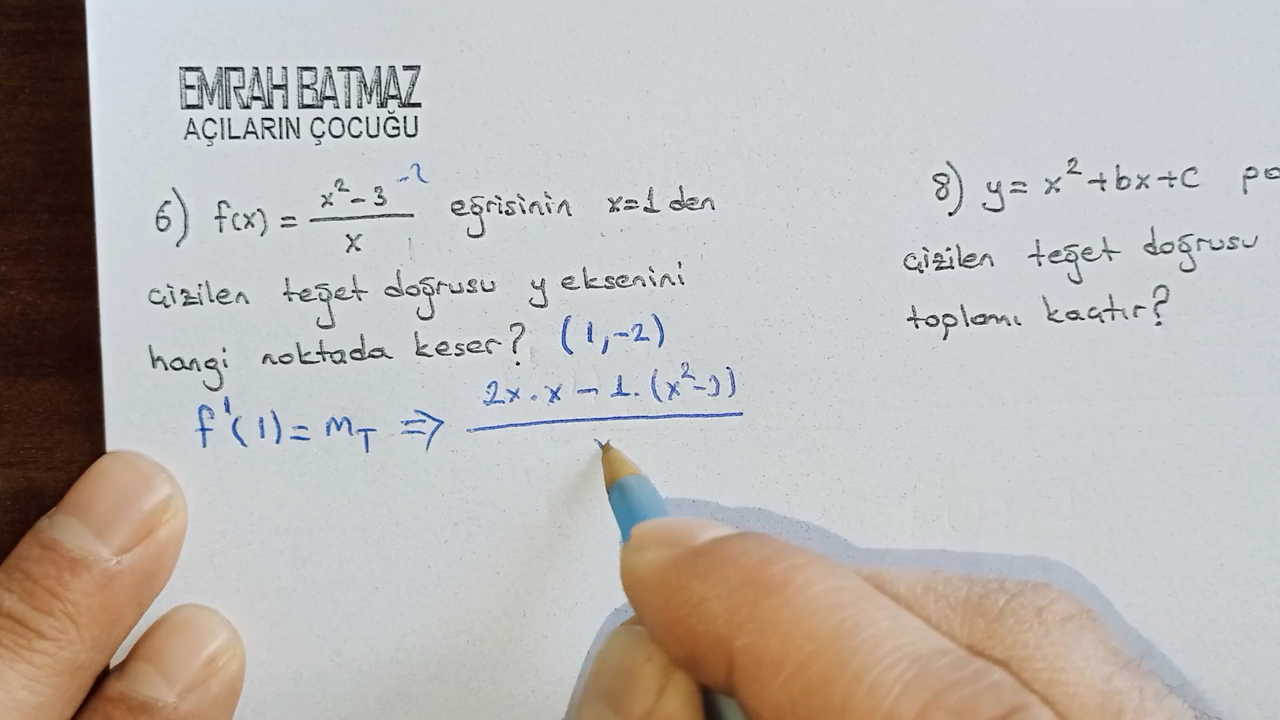 EMRAH BATMAZ
AÇILARIN ÇOCUĞU
6) f(x) = (x² - 3)/x -2 eğrisinin x=1 den
çizilen teğet doğrusu y eksenini
hangi noktada keser? (1,-2)
f'(1) = m_T ⇒ 2x.x - 1.(x²-3)
x
8) y = x² + bx + c
çizilen teğet doğrusu
toplamı kaçtır?